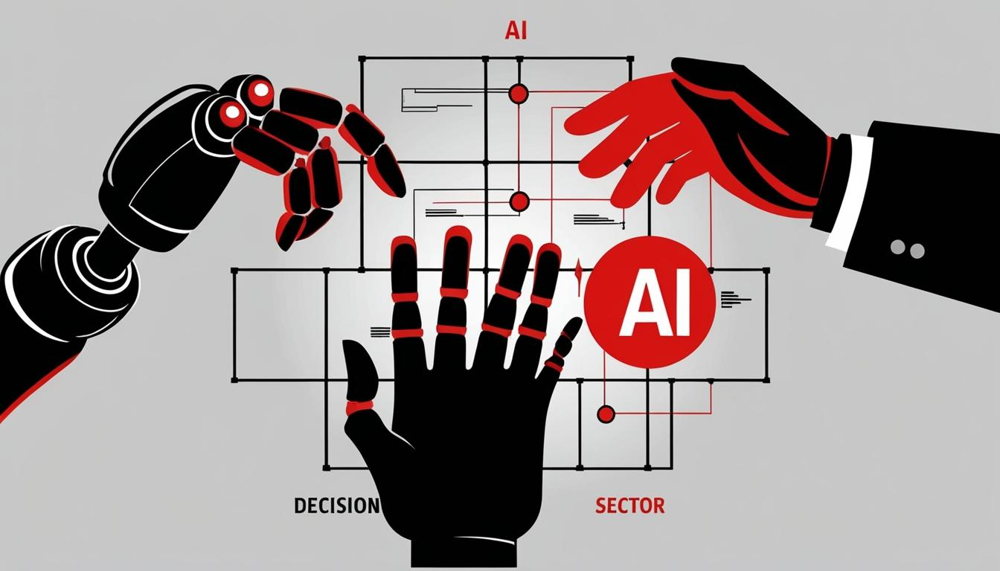 AI
AI
DECISION
SECTOR